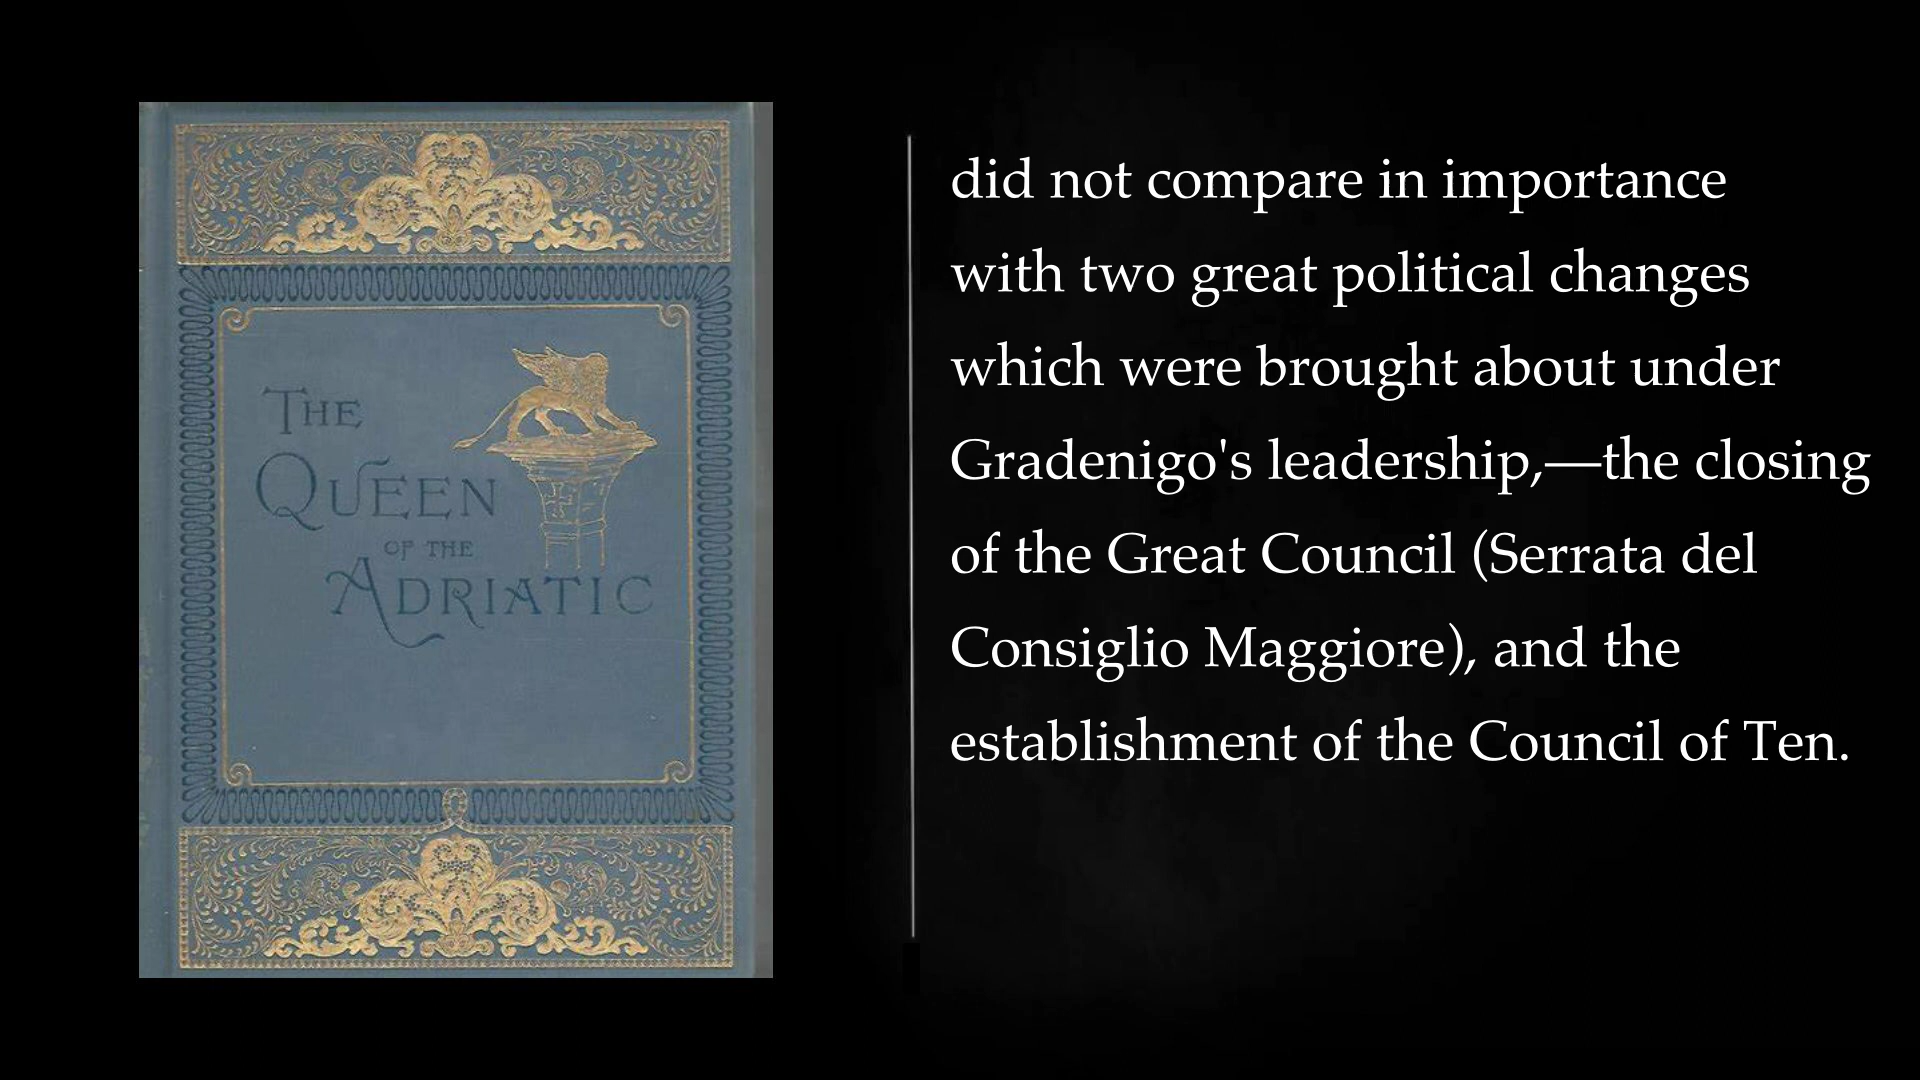 THE
QUEEN
OF THE
ADRIATIC
did not compare in importance
with two great political changes
which were brought about under
Gradenigo's leadership,—the closing
of the Great Council (Serrata del
Consiglio Maggiore), and the
establishment of the Council of Ten.